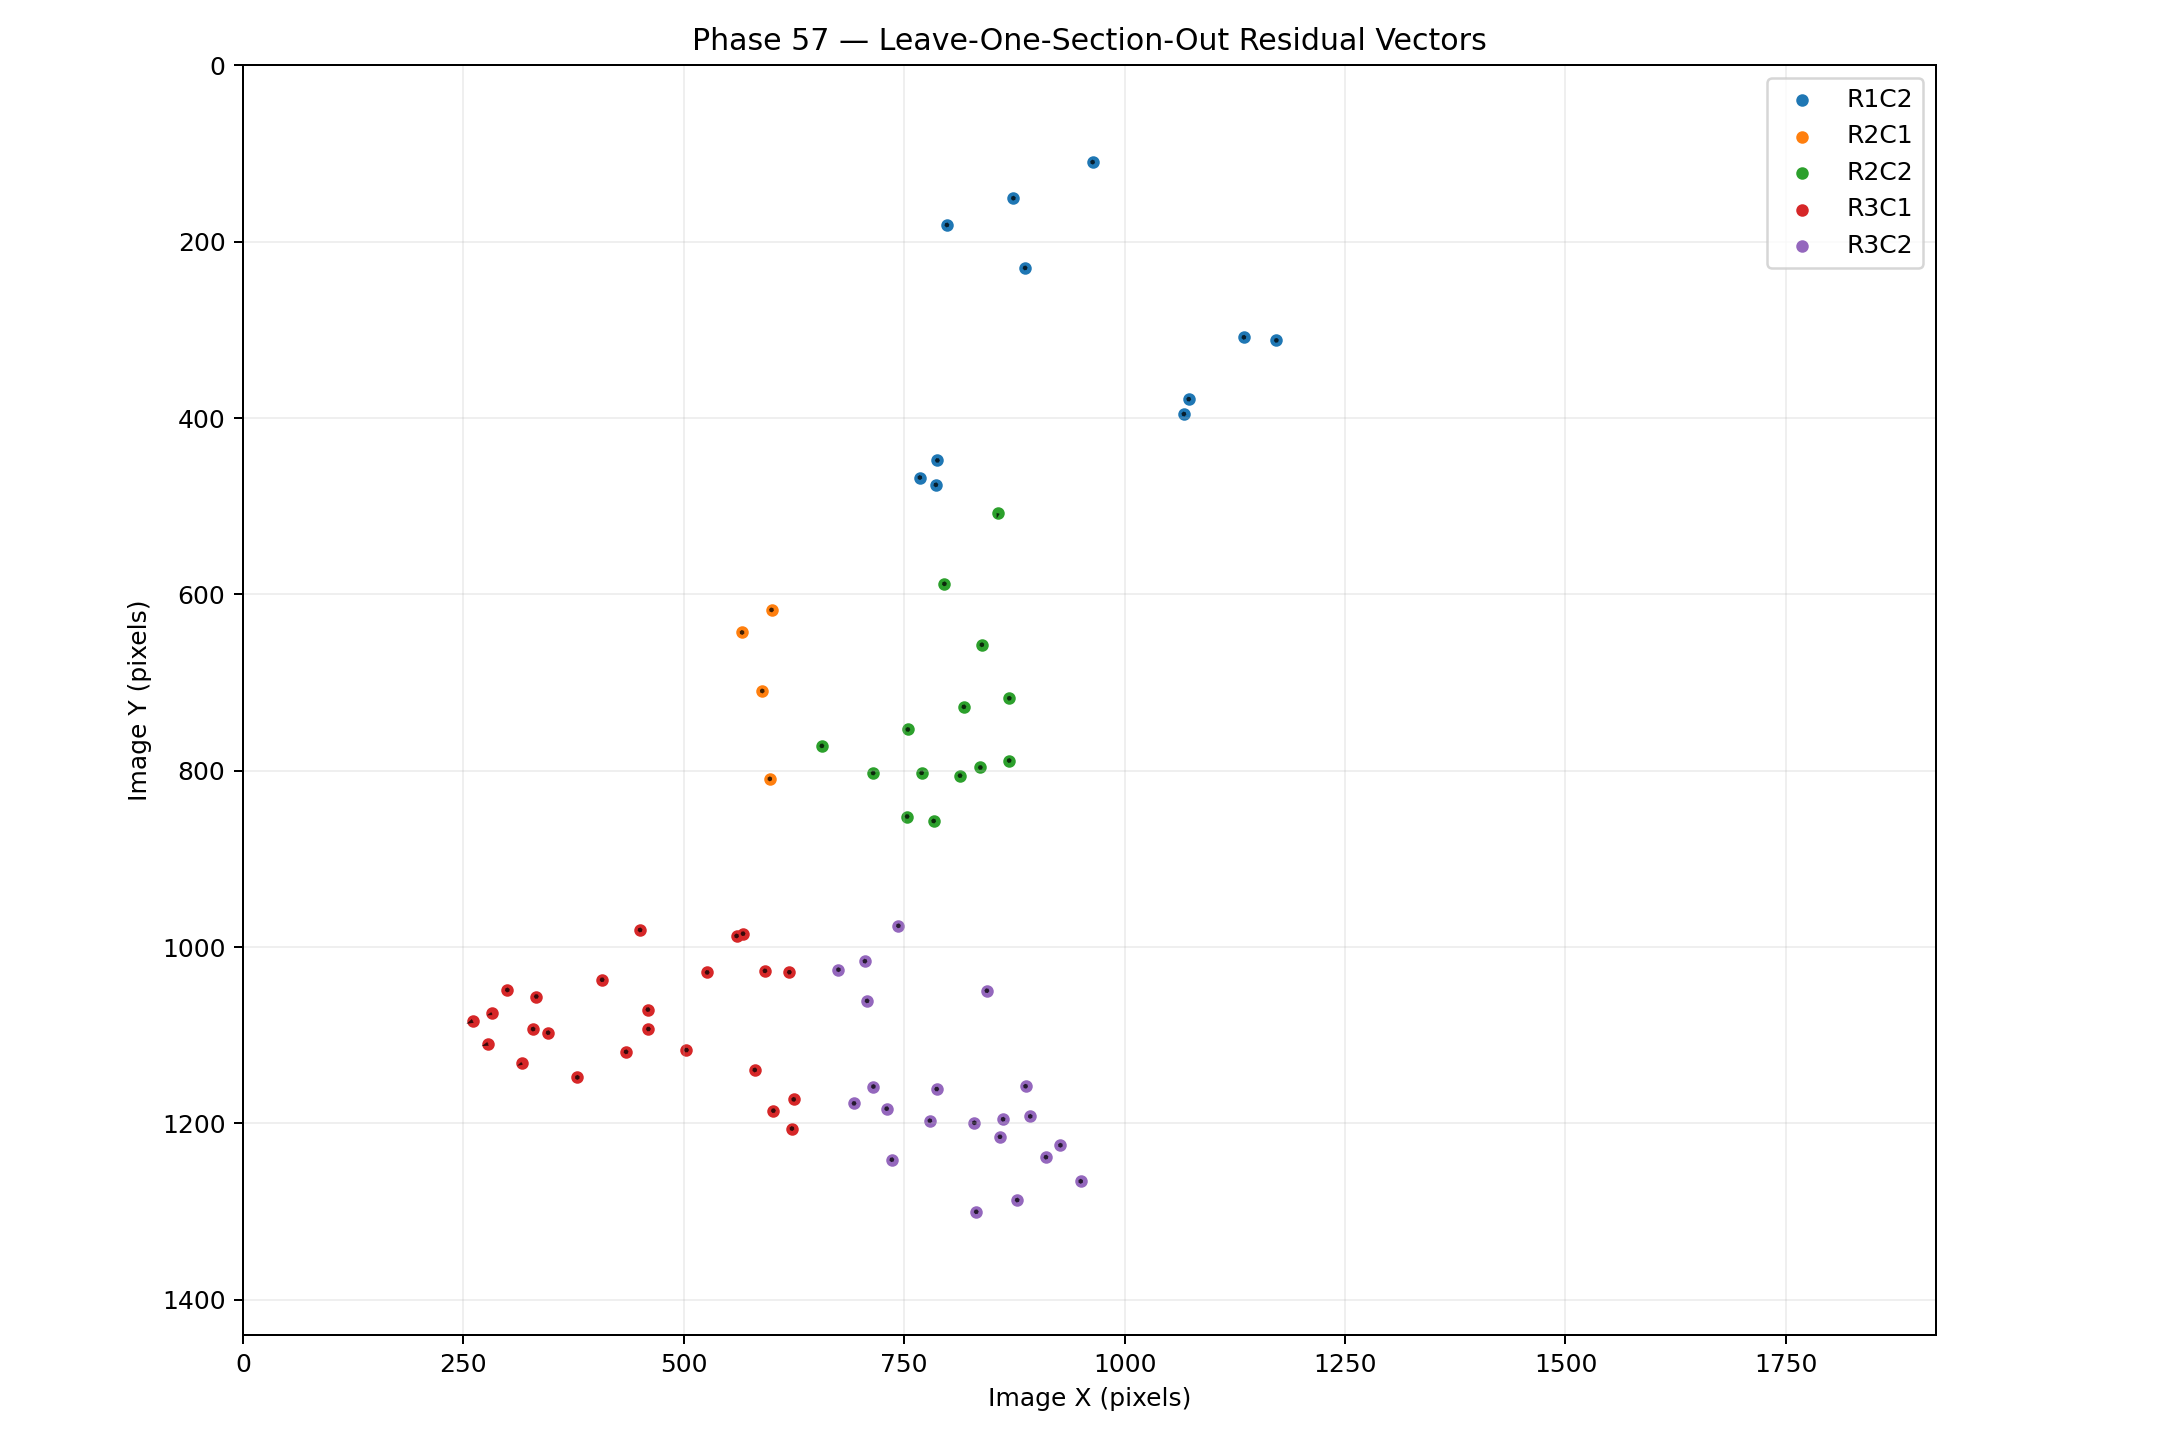 Phase 57 — Leave-One-Section-Out Residual Vectors
R1C2
R2C1
R2C2
R3C1
R3C2
Image Y (pixels)
0
200
400
600
800
1000
1200
1400
0 250 500 750 1000 1250 1500 1750
Image X (pixels)